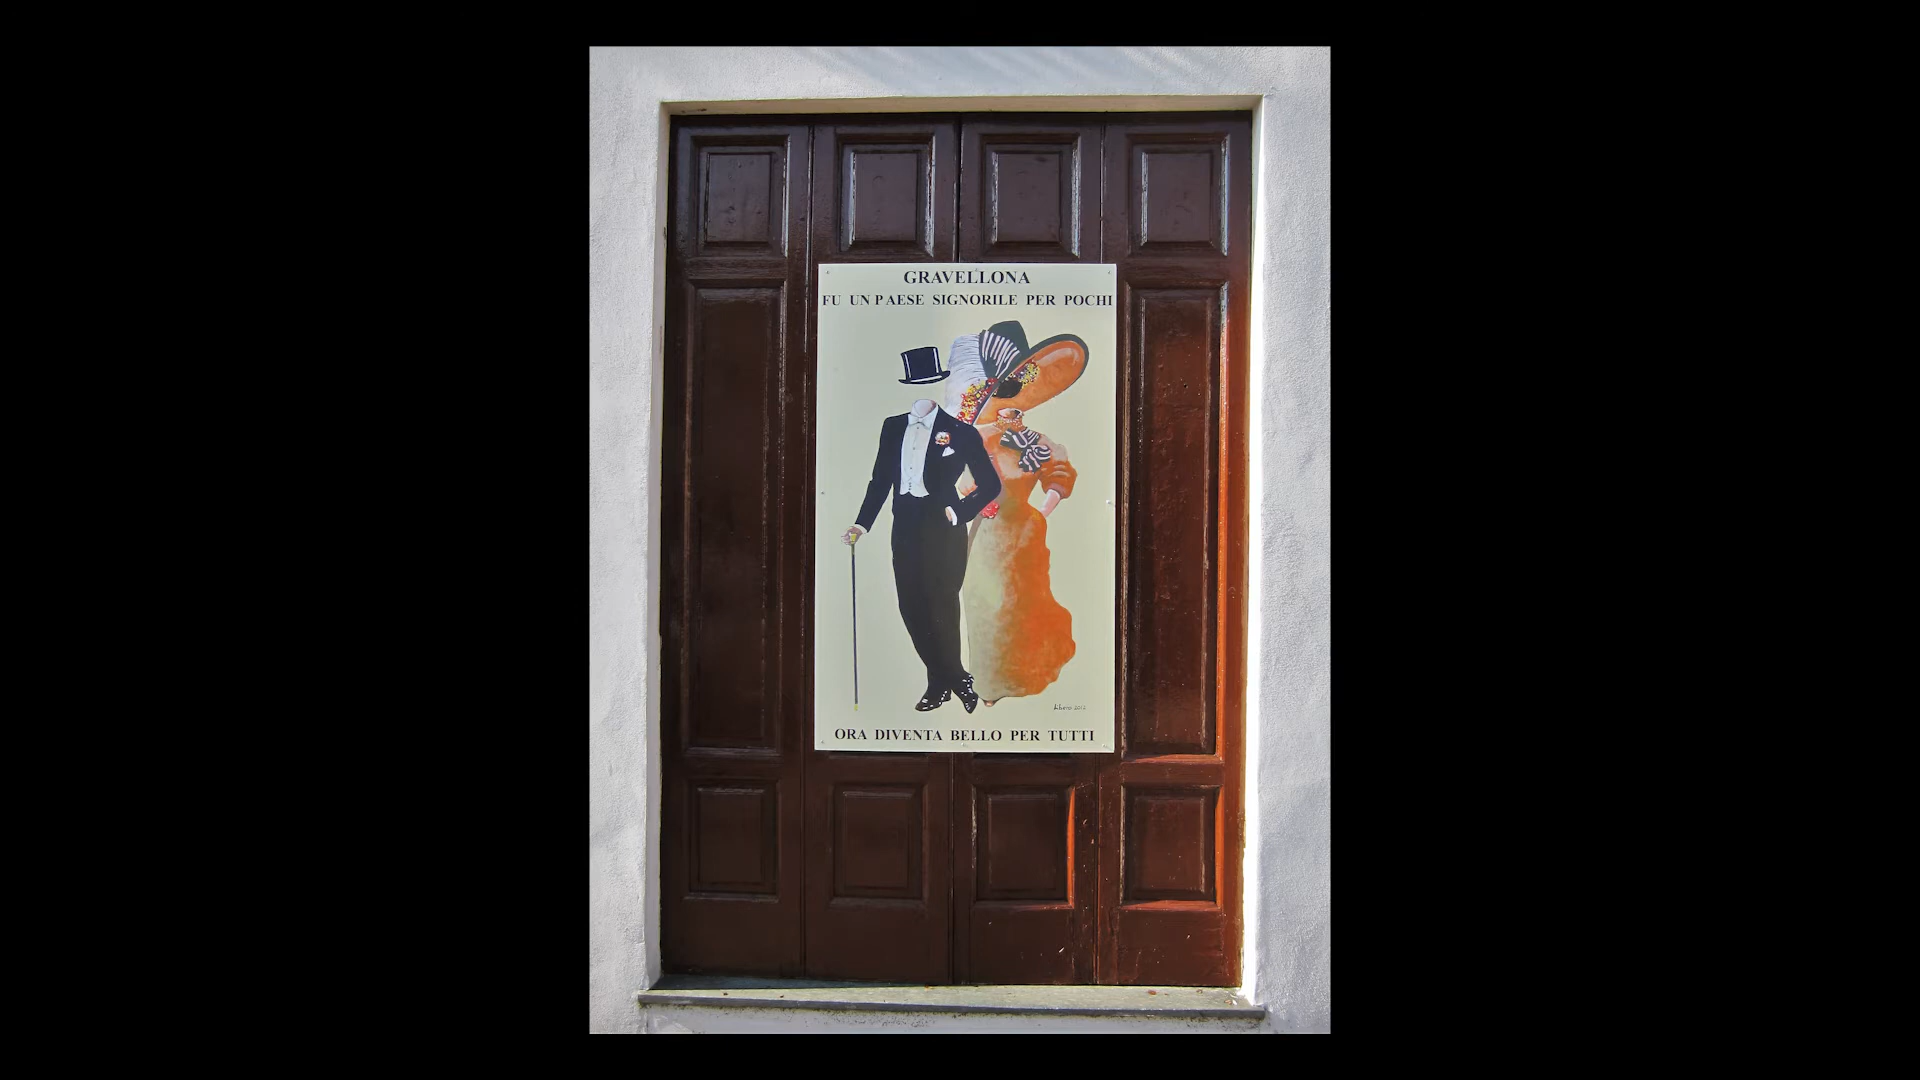 GRAVELLONA
FU UN PAESE SIGNORILE PER POCHI
ORA DIVENTA BELLO PER TUTTI